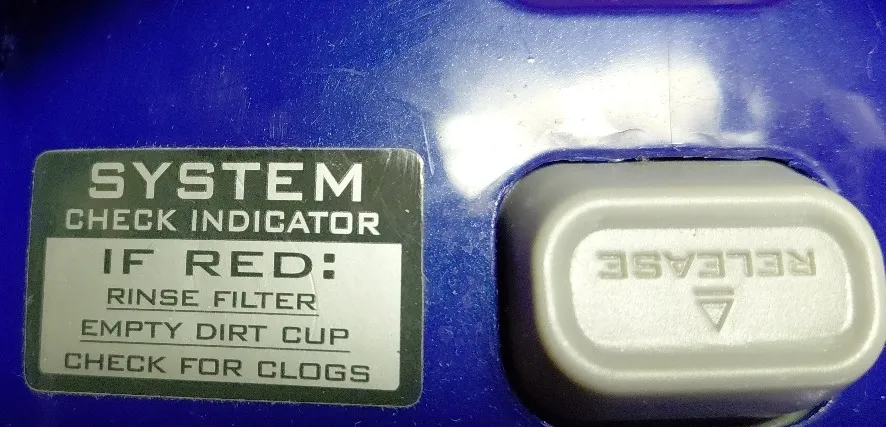 SYSTEM
CHECK INDICATOR
IF RED:
RINSE FILTER
EMPTY DIRT CUP
CHECK FOR CLOGS
RELEASE